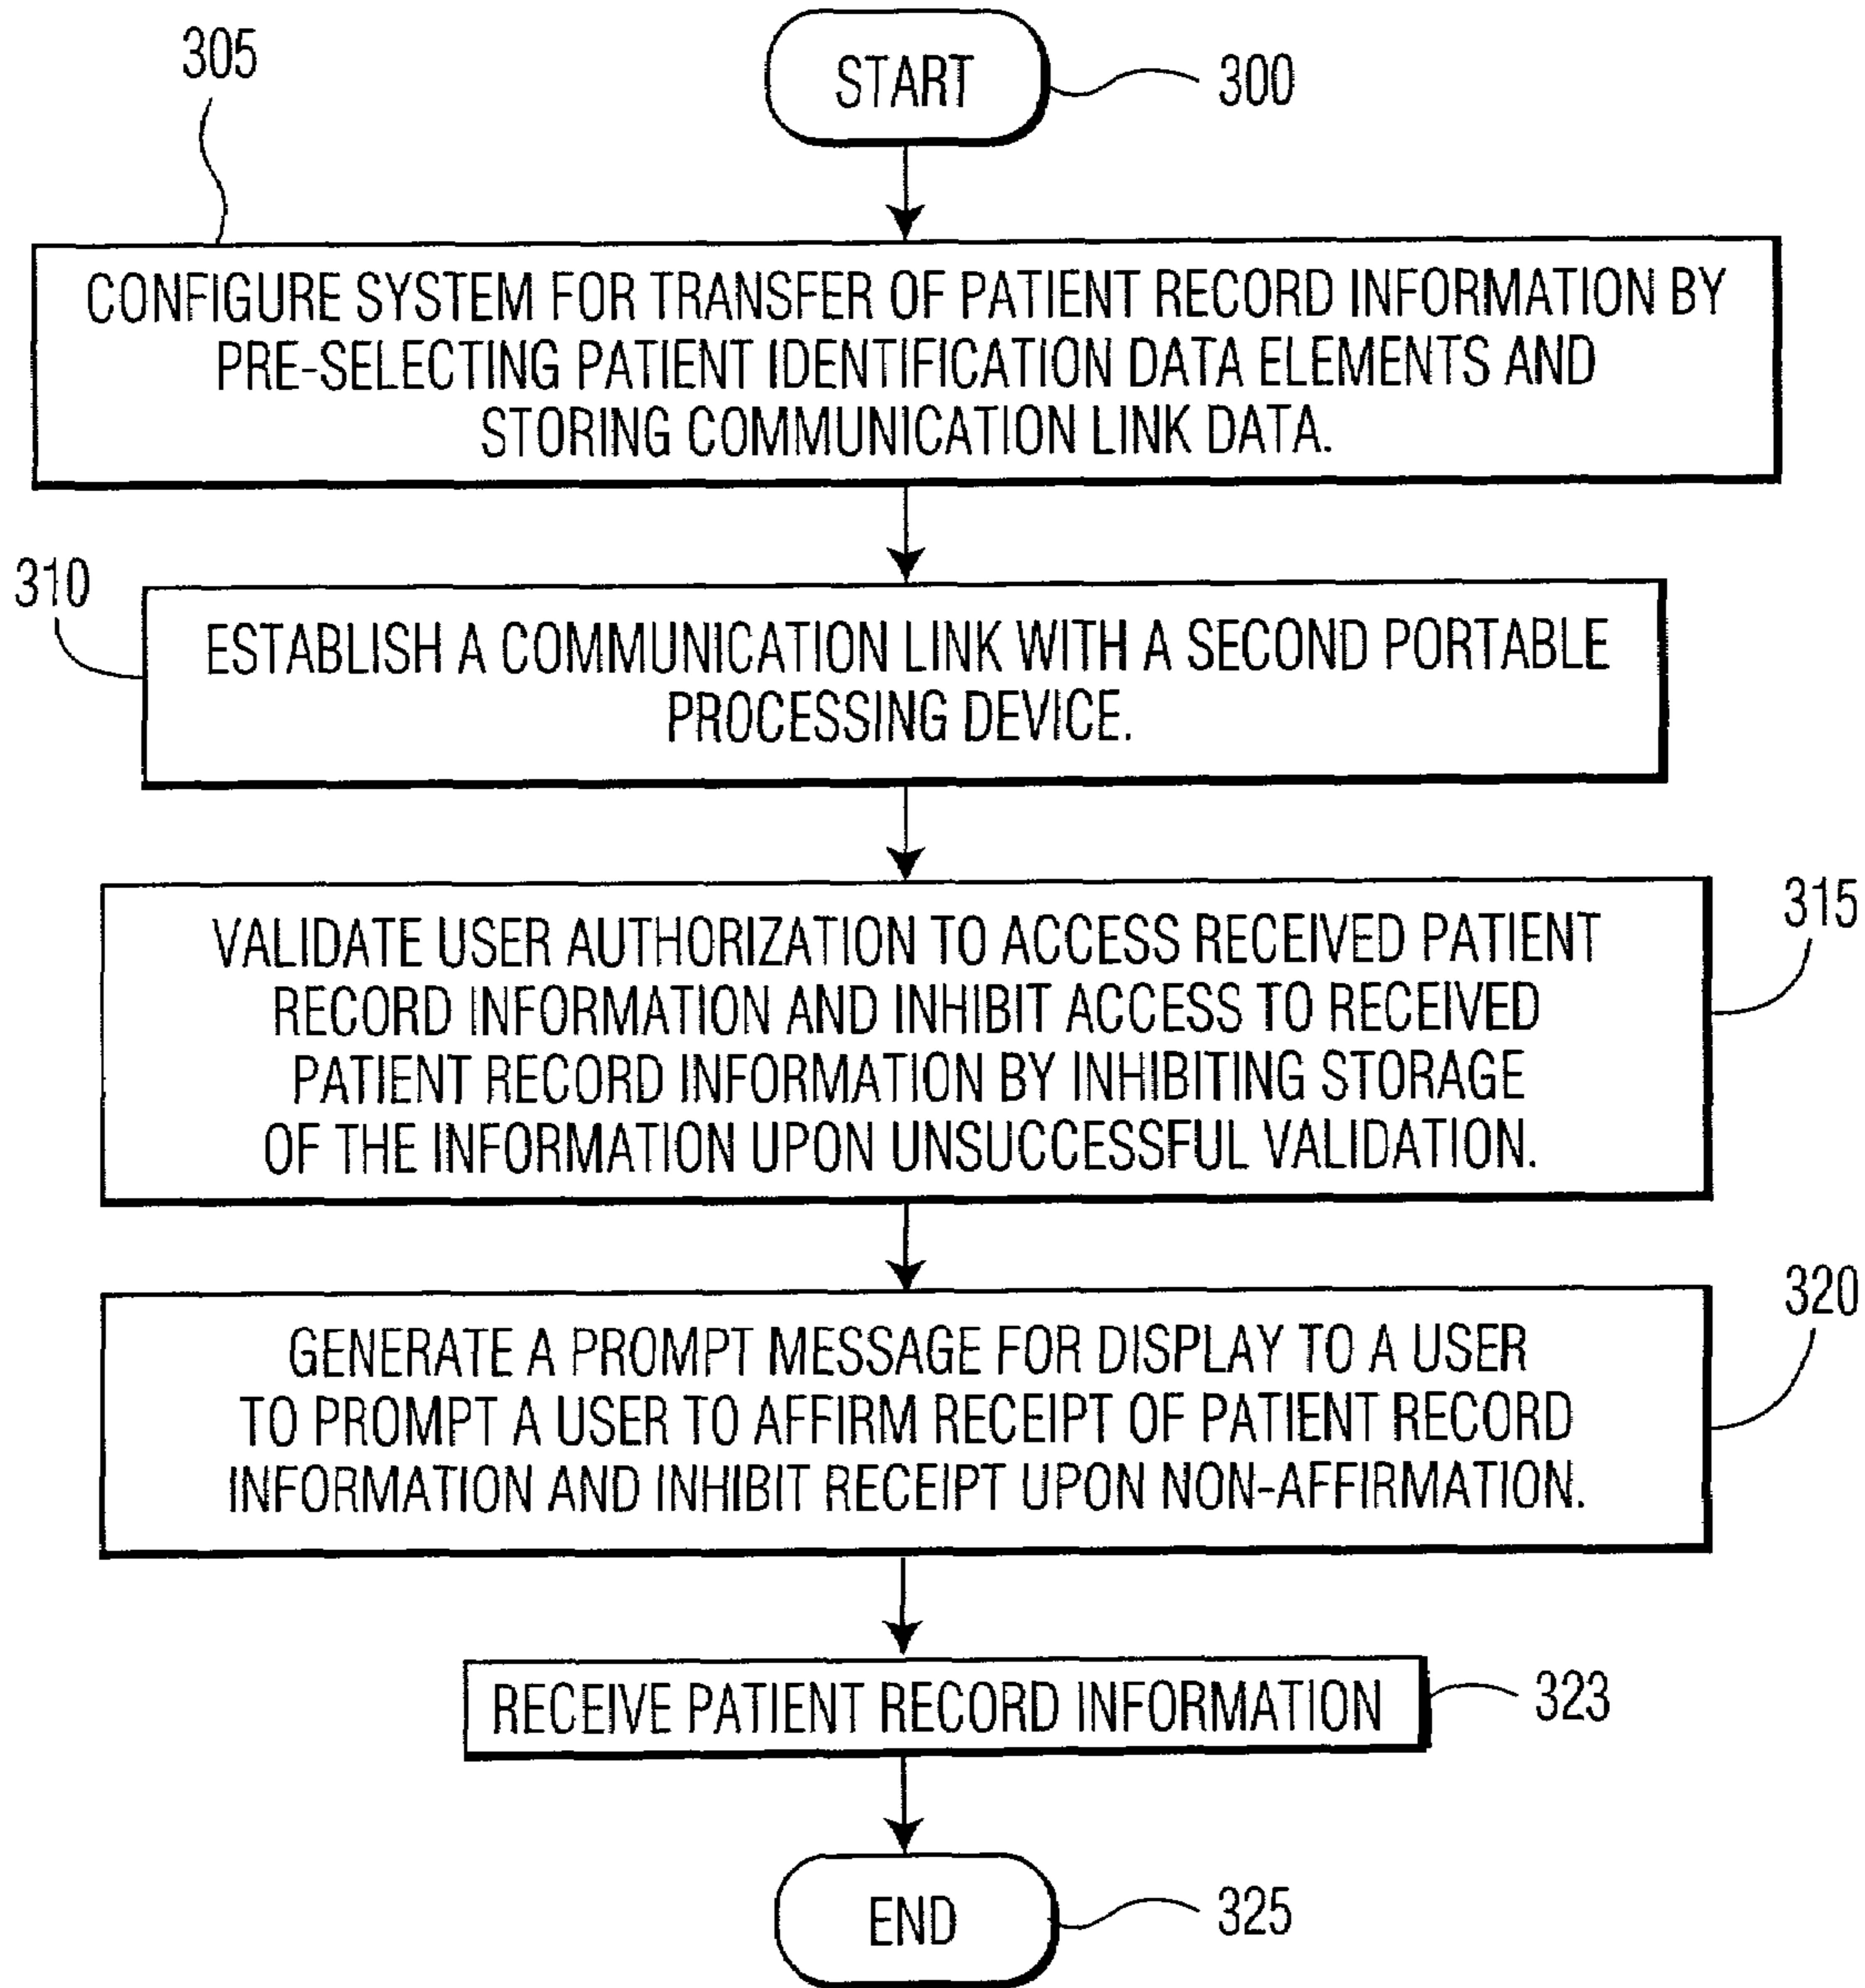 START
300
305
CONFIGURE SYSTEM FOR TRANSFER OF PATIENT RECORD INFORMATION BY
PRE-SELECTING PATIENT IDENTIFICATION DATA ELEMENTS AND
STORING COMMUNICATION LINK DATA.
310
ESTABLISH A COMMUNICATION LINK WITH A SECOND PORTABLE
PROCESSING DEVICE.
315
VALIDATE USER AUTHORIZATION TO ACCESS RECEIVED PATIENT
RECORD INFORMATION AND INHIBIT ACCESS TO RECEIVED
PATIENT RECORD INFORMATION BY INHIBITING STORAGE
OF THE INFORMATION UPON UNSUCCESSFUL VALIDATION.
320
GENERATE A PROMPT MESSAGE FOR DISPLAY TO A USER
TO PROMPT A USER TO AFFIRM RECEIPT OF PATIENT RECORD
INFORMATION AND INHIBIT RECEIPT UPON NON-AFFIRMATION.
RECEIVE PATIENT RECORD INFORMATION
323
END
325